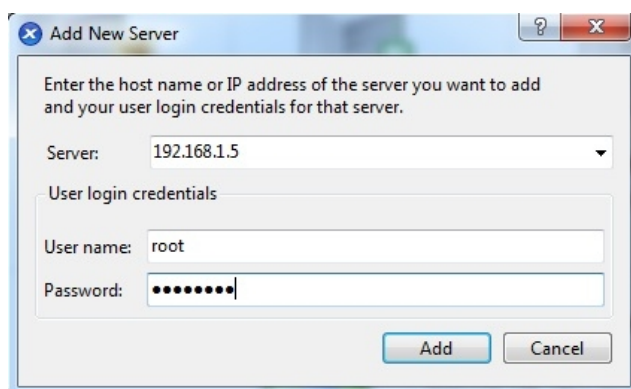 Add New Server
?
X
Enter the host name or IP address of the server you want to add
and your user login credentials for that server.
Server: 192.168.1.5
User login credentials
User name: root
Password: ••••••••
Add Cancel